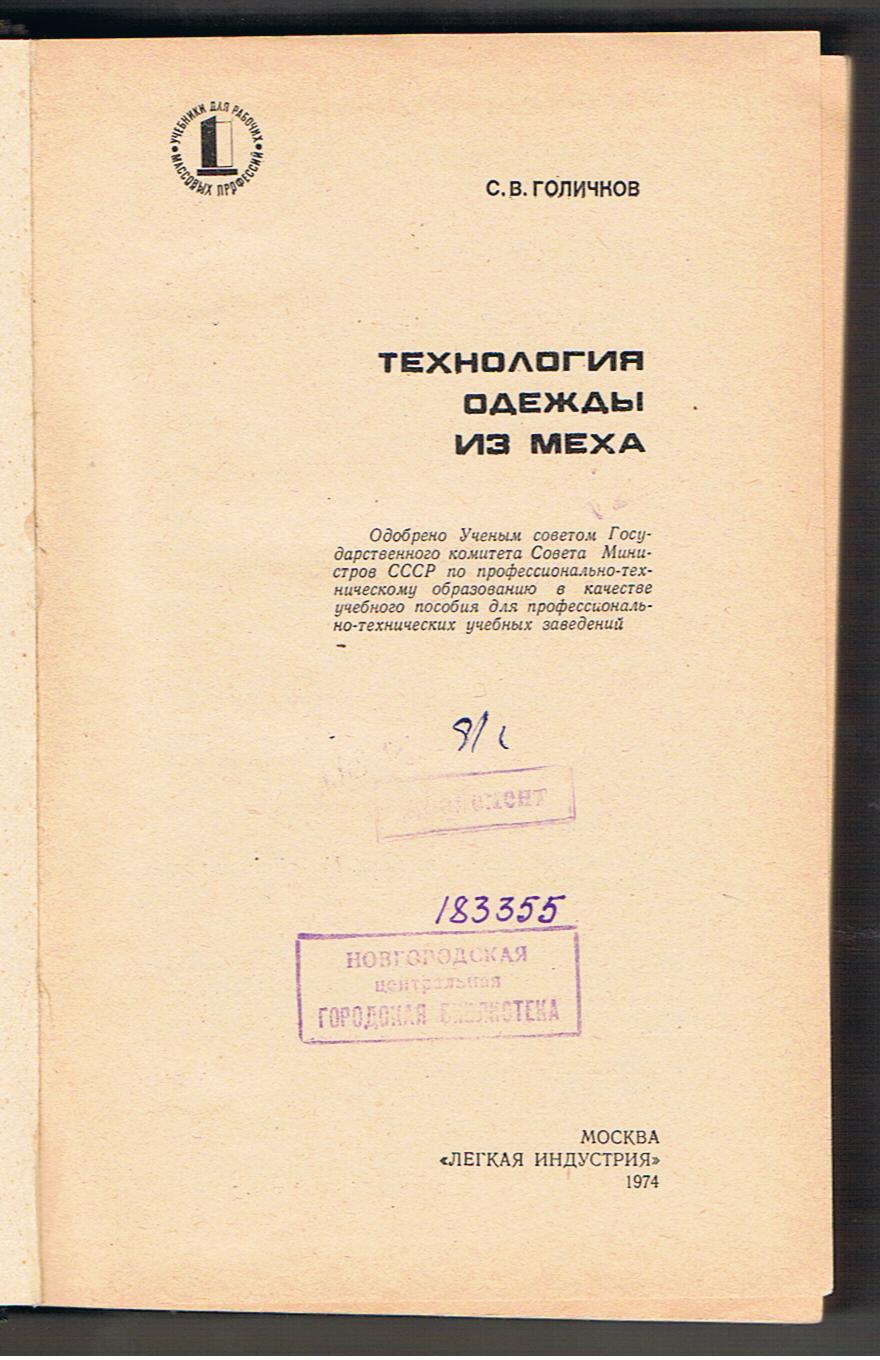 УЧЕБНИКИ ДЛЯ РАБОЧИХ
МАССОВЫХ ПРОФЕССИЙ
С. В. ГОЛИЧКОВ
ТЕХНОЛОГИЯ
ОДЕЖДЫ
ИЗ МЕХА
Одобрено Ученым советом Госу-
дарственного комитета Совета Мини-
стров СССР по профессионально-тех-
ническому образованию в качестве
учебного пособия для профессиональ-
но-технических учебных заведений
Абонемент
183355
НОВГОРОДСКАЯ
центральная
ГОРОДСКАЯ БИБЛИОТЕКА
МОСКВА
«ЛЕГКАЯ ИНДУСТРИЯ»
1974